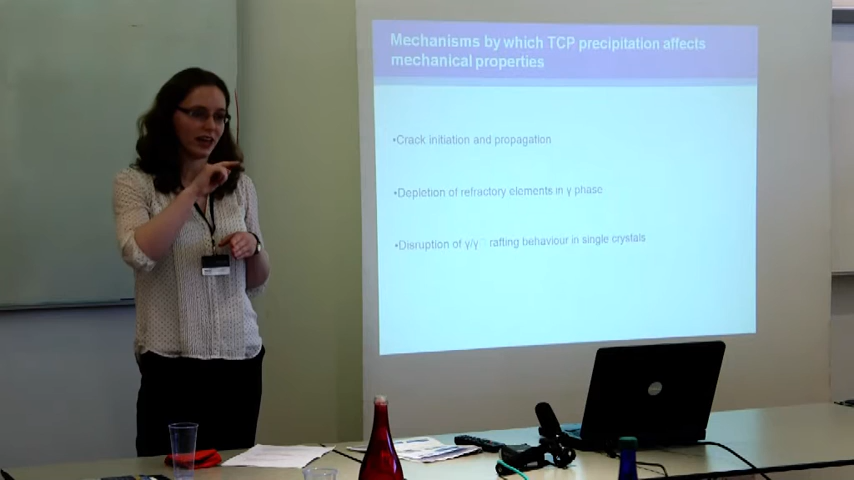 Mechanisms by which TCP precipitation affects
mechanical properties
•Crack initiation and propagation
•Depletion of refractory elements in γ phase
•Disruption of γ/γ' rafting behaviour in single crystals